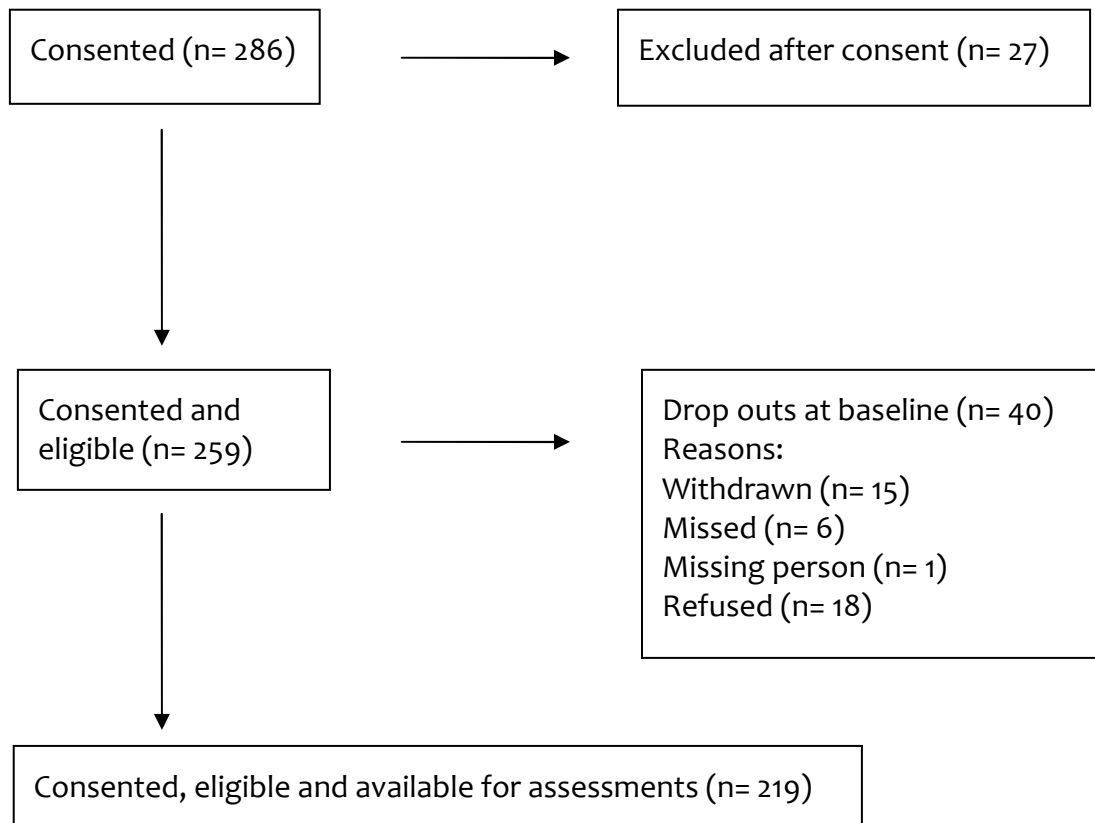 Consented (n= 286)
Excluded after consent (n= 27)
Consented and
eligible (n= 259)
Drop outs at baseline (n= 40)
Reasons:
Withdrawn (n= 15)
Missed (n= 6)
Missing person (n= 1)
Refused (n= 18)
Consented, eligible and available for assessments (n= 219)